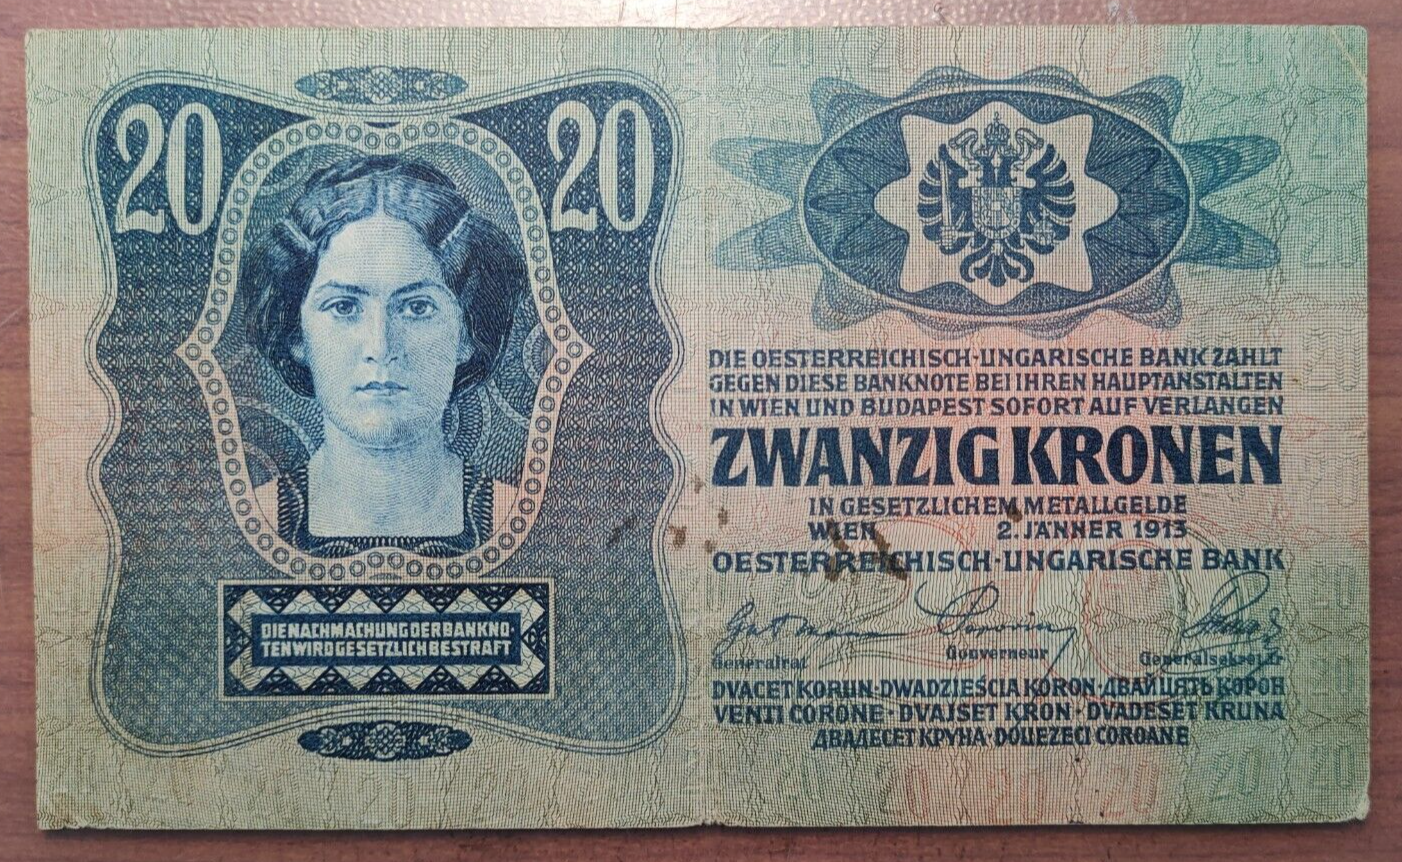 20
20
DIE NACHMACHUNG DER BANKNO
TEN WIRD GESETZLICH BESTRAFT
DIE OESTERREICHISCH-UNGARISCHE BANK ZAHLT
GEGEN DIESE BANKNOTE BEI IHREN HAUPTANSTALTEN
IN WIEN UND BUDAPEST SOFORT AUF VERLANGEN
ZWANZIG KRONEN
IN GESETZLICHEM METALLGELDE
WIEN 2. JÄNNER 1913
OESTERREICHISCH-UNGARISCHE BANK
Generalrat Gouverneur Generalsekretär
DVACET KORUN·DWADZIEŚCIA KORON·ДВАЙЦЯТЬ КОРОН
VENTI CORONE·DVAJSET KRON·DVADESET KRUNA
ДВАДЕСЕТ КРУНА·DOUEZECI COROANE